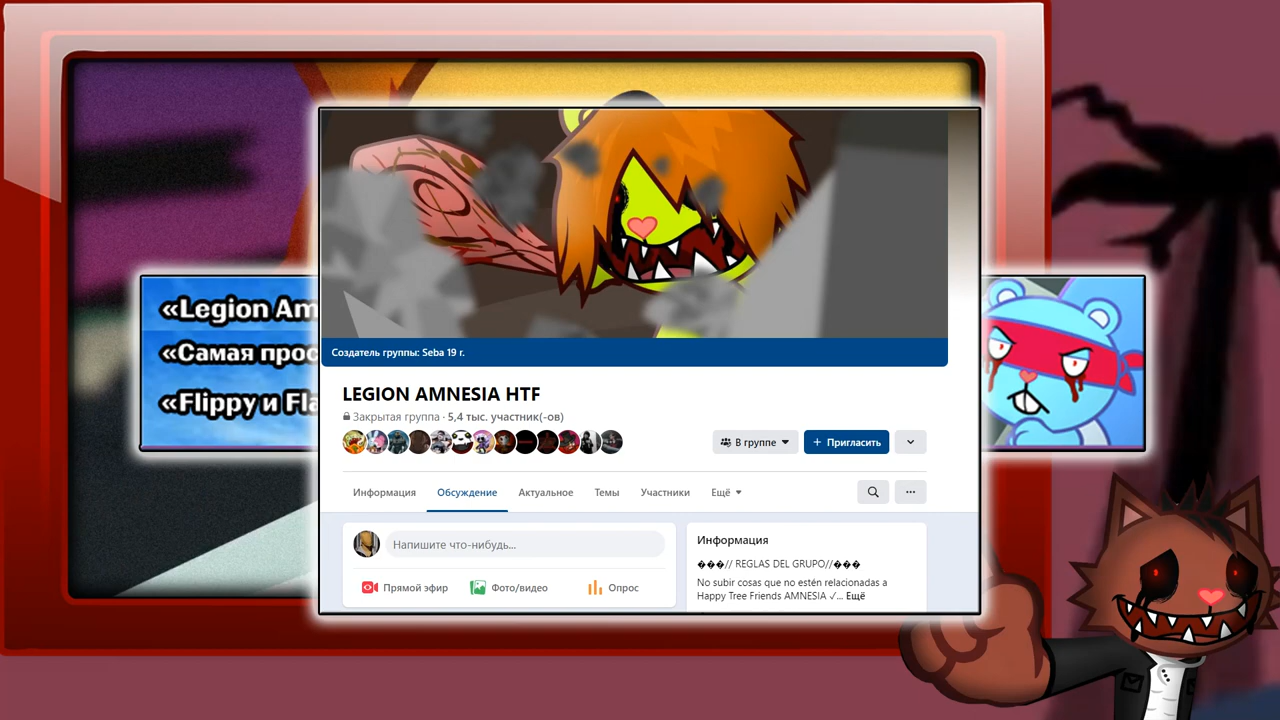 «Legion Am
«Самая прос
«Flippy и Fla
Создатель группы: Seba 19 г.
LEGION AMNESIA HTF
Закрытая группа · 5,4 тыс. участник(-ов)
В группе
+ Пригласить
Информация
Обсуждение
Актуальное
Темы
Участники
Ещё
Напишите что-нибудь...
Прямой эфир
Фото/видео
Опрос
Информация
���// REGLAS DEL GRUPO//���
No subir cosas que no estén relacionadas a
Happy Tree Friends AMNESIA ✓... Ещё